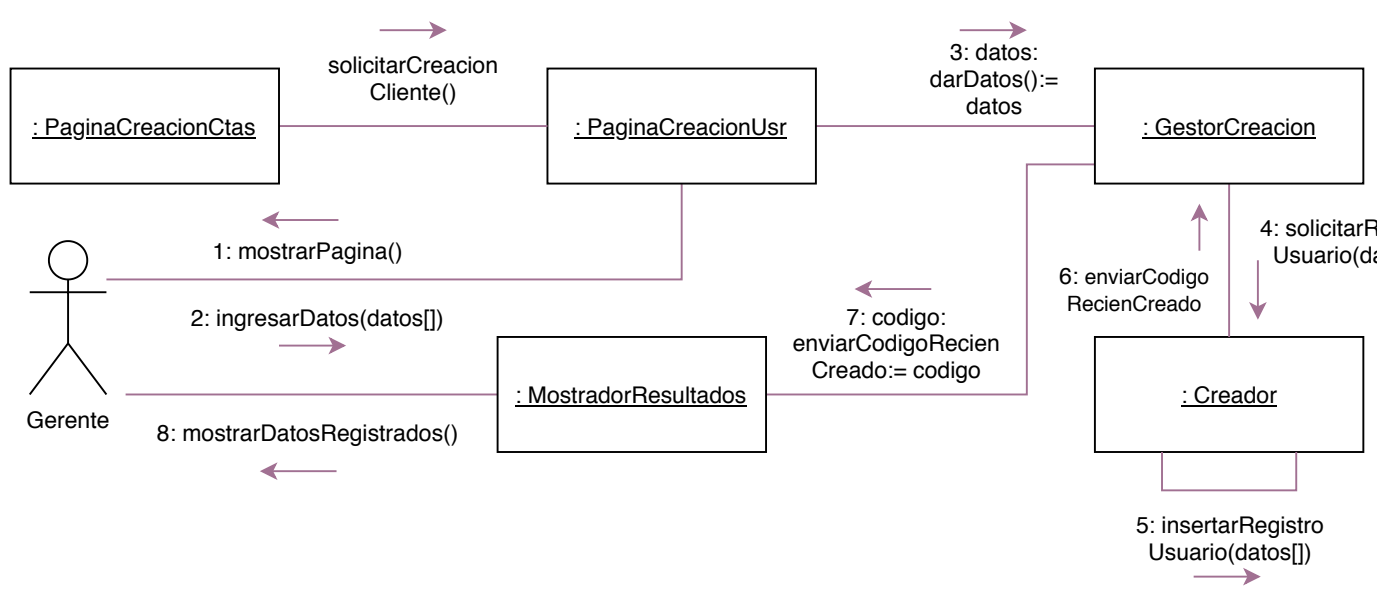 solicitarCreacion
Cliente()
3: datos:
darDatos():=
datos
: PaginaCreacionCtas
: PaginaCreacionUsr
: GestorCreacion
1: mostrarPagina()
4: solicitarR
Usuario(da
6: enviarCodigo
RecienCreado
2: ingresarDatos(datos[])
7: codigo:
enviarCodigoRecien
Creado:= codigo
: MostradorResultados
: Creador
Gerente
8: mostrarDatosRegistrados()
5: insertarRegistro
Usuario(datos[])